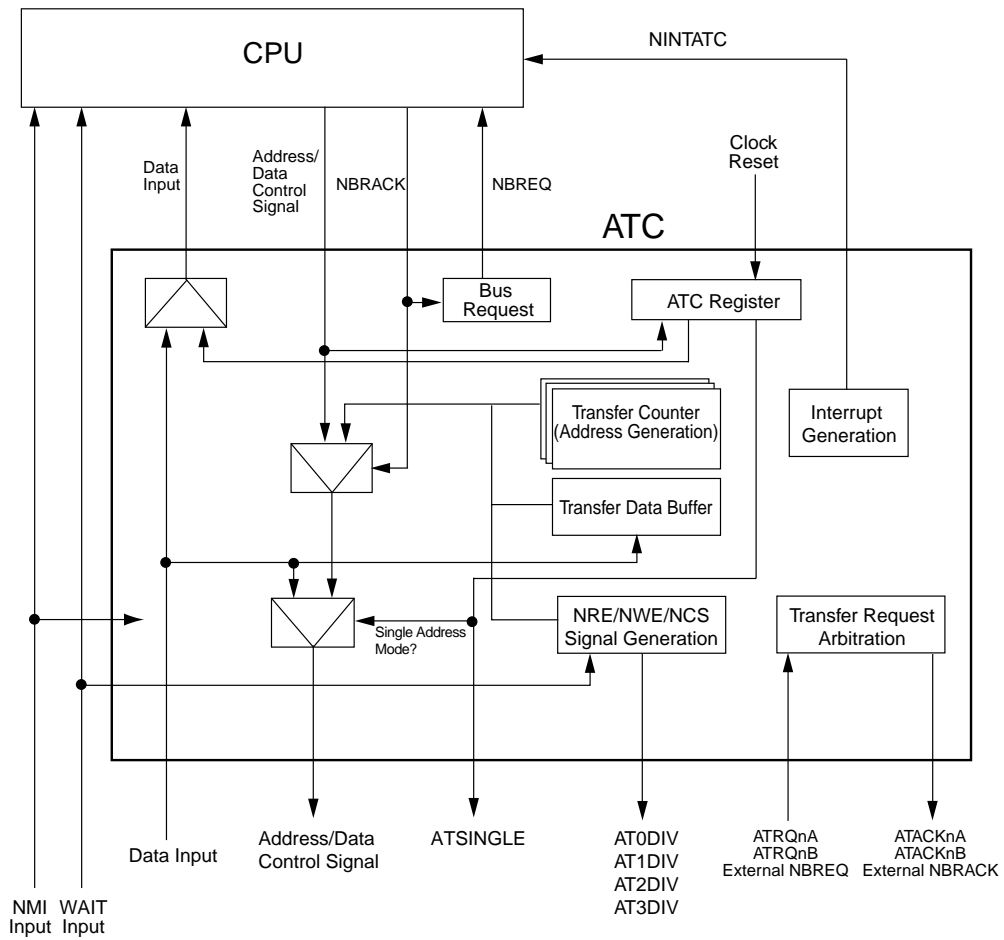 CPU
NINTATC
Clock
Reset
Data
Input
Address/
Data
Control
Signal
NBRACK
NBREQ
ATC
Bus
Request
ATC Register
Transfer Counter
(Address Generation)
Interrupt
Generation
Transfer Data Buffer
NRE/NWE/NCS
Signal Generation
Transfer Request
Arbitration
Single Address
Mode?
Data Input
Address/Data
Control Signal
ATSINGLE
AT0DIV
AT1DIV
AT2DIV
AT3DIV
ATRQnA
ATRQnB
External NBREQ
ATACKnA
ATACKnB
External NBRACK
NMI
Input
WAIT
Input